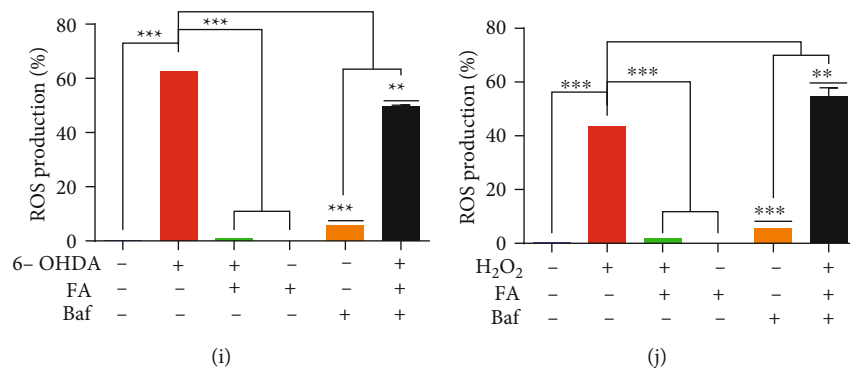 80
60
40
20
0
ROS production (%)
***
***
**
***
6– OHDA – + + – – +
FA – – + + – +
Baf – – – – + +
(i)
80
60
40
20
0
ROS production (%)
***
***
**
***
H₂O₂ – + + – – +
FA – – + + – +
Baf – – – – + +
(j)